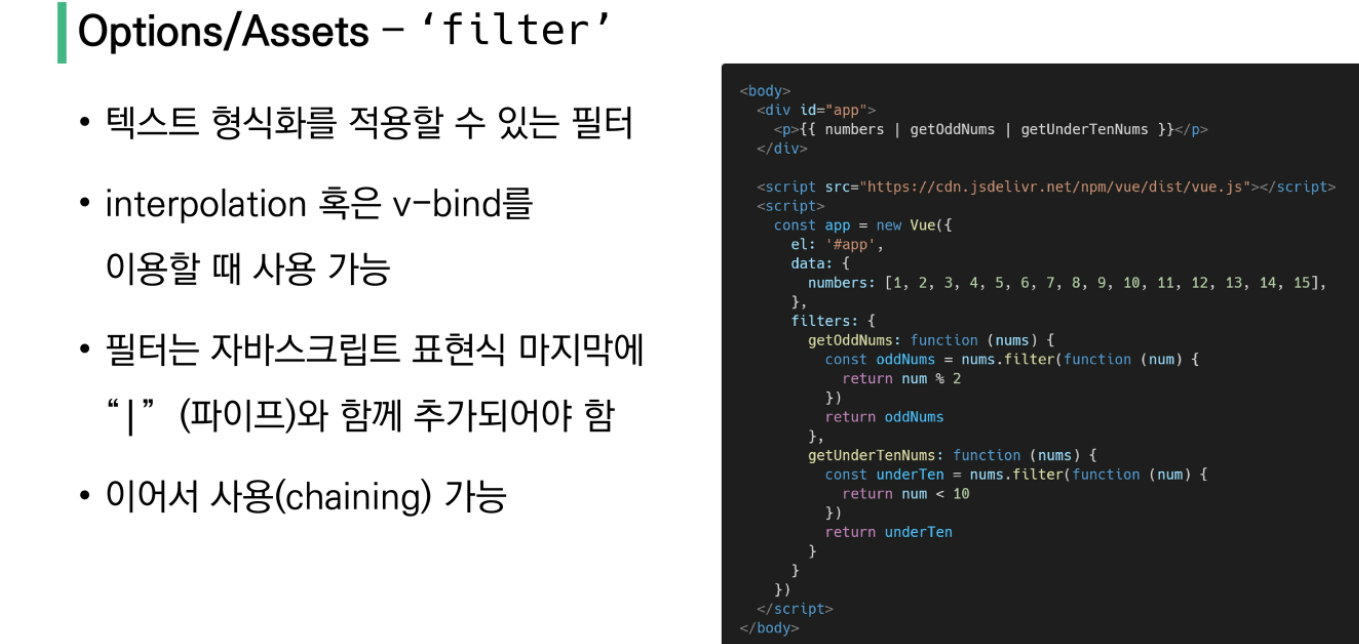 Options/Assets – ‘filter’
• 텍스트 형식화를 적용할 수 있는 필터
• interpolation 혹은 v-bind를
이용할 때 사용 가능
• 필터는 자바스크립트 표현식 마지막에
“|” (파이프)와 함께 추가되어야 함
• 이어서 사용(chaining) 가능
<body>
  <div id="app">
    <p>{{ numbers | getOddNums | getUnderTenNums }}</p>
  </div>

  <script src="https://cdn.jsdelivr.net/npm/vue/dist/vue.js"></script>
  <script>
    const app = new Vue({
      el: '#app',
      data: {
        numbers: [1, 2, 3, 4, 5, 6, 7, 8, 9, 10, 11, 12, 13, 14, 15],
      },
      filters: {
        getOddNums: function (nums) {
          const oddNums = nums.filter(function (num) {
            return num % 2
          })
          return oddNums
        },
        getUnderTenNums: function (nums) {
          const underTen = nums.filter(function (num) {
            return num < 10
          })
          return underTen
        }
      }
    })
  </script>
</body>